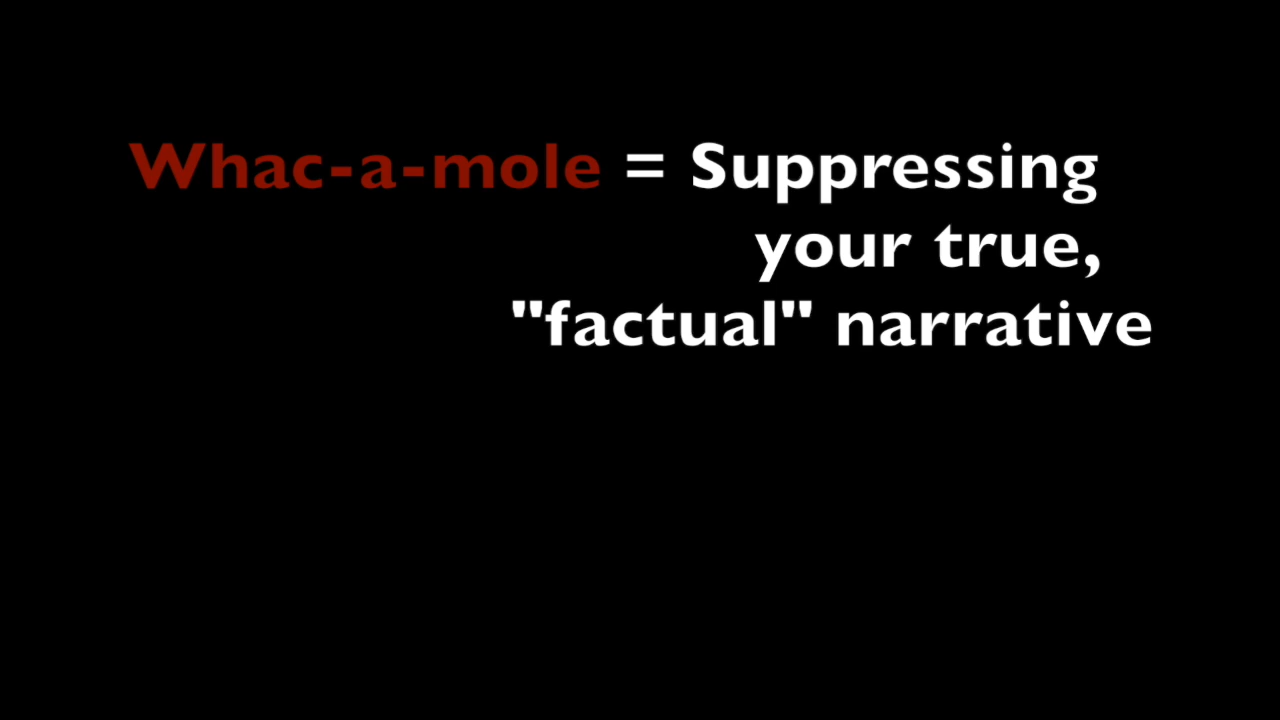 Whac-a-mole = Suppressing
your true,
"factual" narrative